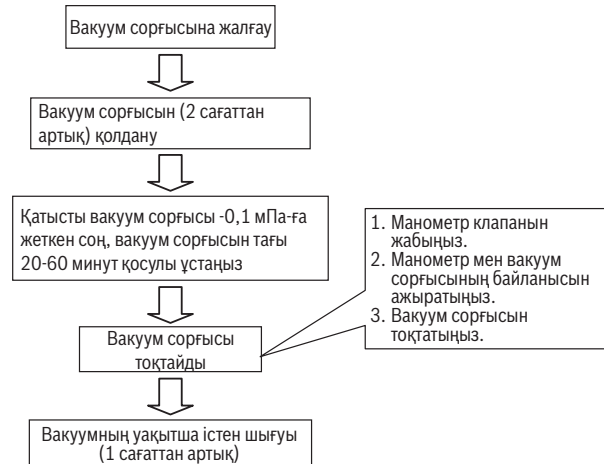 Вакуум сорғысына жалғау
Вакуум сорғысын (2 сағаттан
артық) қолдану
Қатысты вакуум сорғысы -0,1 мПа-ға
жеткен соң, вакуум сорғысын тағы
20-60 минут қосулы ұстаңыз
1. Манометр клапанын
жабыңыз.
2. Манометр мен вакуум
сорғысының байланысын
ажыратыңыз.
3. Вакуум сорғысын
тоқтатыңыз.
Вакуум сорғысы
тоқтайды
Вакуумның уақытша істен шығуы
(1 сағаттан артық)